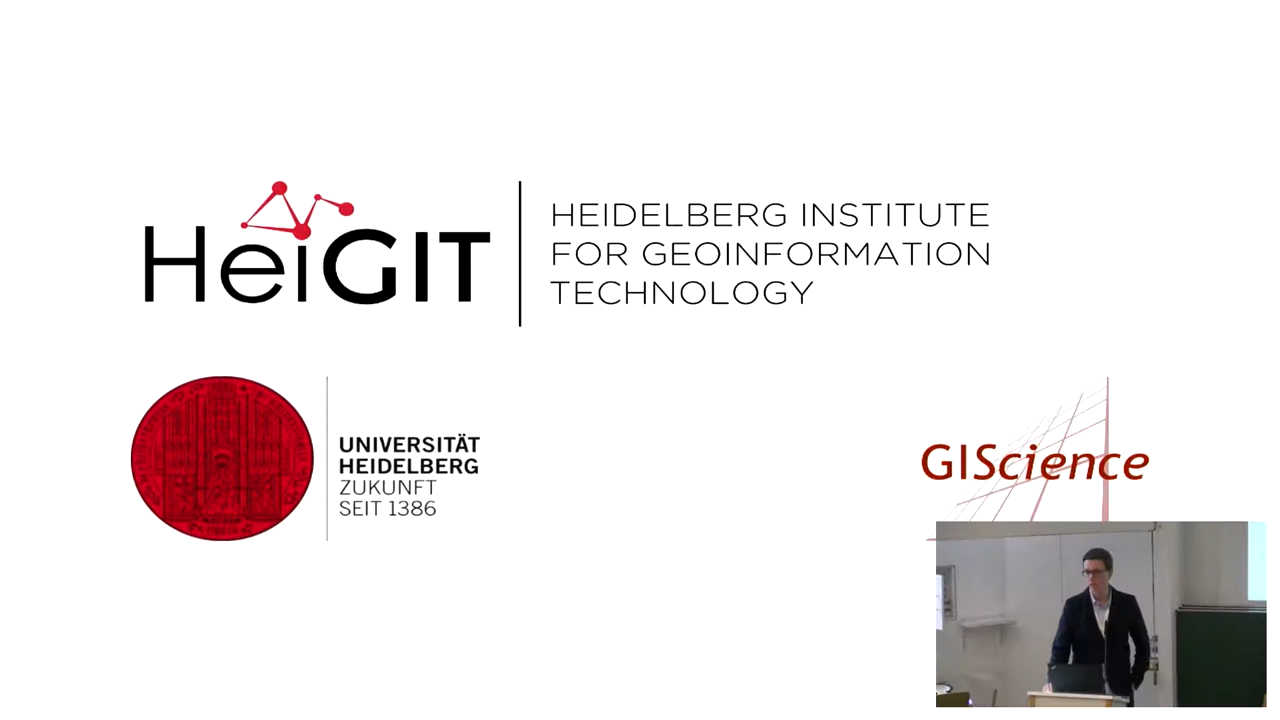 HeiGIT
HEIDELBERG INSTITUTE
FOR GEOINFORMATION
TECHNOLOGY
UNIVERSITÄT
HEIDELBERG
ZUKUNFT
SEIT 1386
GIScience